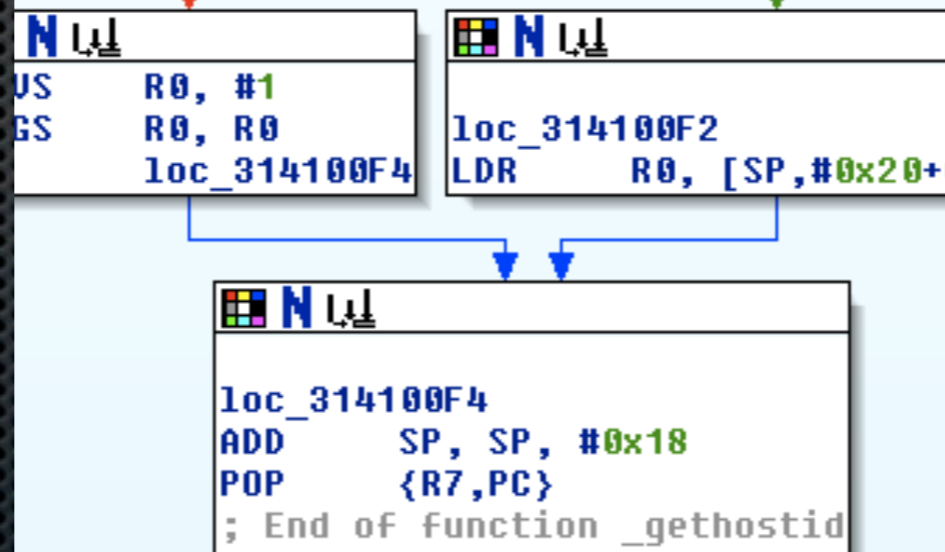 N
VS R0, #1
GS R0, R0
loc_314100F4
N
loc_314100F2
LDR R0, [SP,#0x20+
N
loc_314100F4
ADD SP, SP, #0x18
POP {R7,PC}
; End of function _gethostid